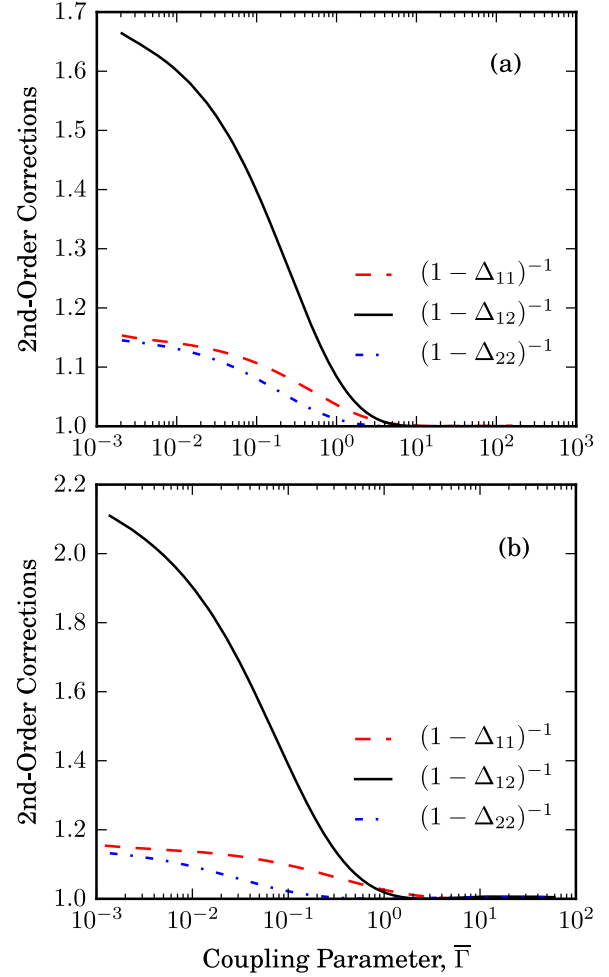 1.7
(a)
1.6
1.5
1.4
1.3
1.2
1.1
1.0
2nd-Order Corrections
(1 − Δ₁₁)⁻¹
(1 − Δ₁₂)⁻¹
(1 − Δ₂₂)⁻¹
10⁻³ 10⁻² 10⁻¹ 10⁰ 10¹ 10² 10³
2.2
(b)
2.0
1.8
1.6
1.4
1.2
1.0
2nd-Order Corrections
(1 − Δ₁₁)⁻¹
(1 − Δ₁₂)⁻¹
(1 − Δ₂₂)⁻¹
10⁻³ 10⁻² 10⁻¹ 10⁰ 10¹ 10²
Coupling Parameter, Γ̅